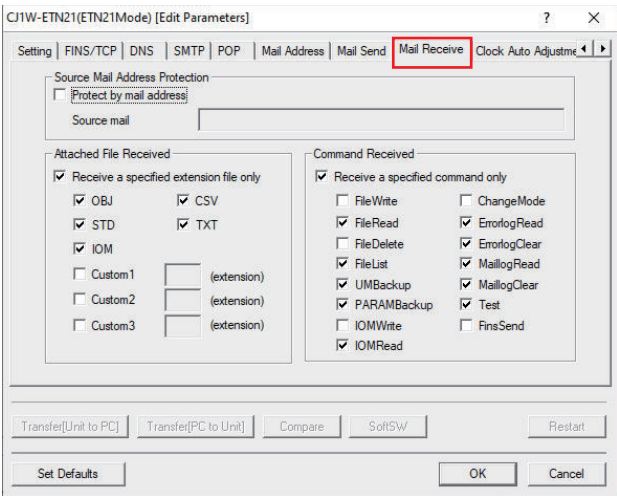 CJ1W-ETN21(ETN21Mode) [Edit Parameters] ? X
Setting FINS/TCP DNS SMTP POP Mail Address Mail Send Mail Receive Clock Auto Adjustme
Source Mail Address Protection
Protect by mail address
Source mail
Attached File Received
Receive a specified extension file only
OBJ CSV
STD TXT
IOM
Custom1 (extension)
Custom2 (extension)
Custom3 (extension)
Command Received
Receive a specified command only
FileWrite ChangeMode
FileRead ErrorlogRead
FileDelete ErrorlogClear
FileList MaillogRead
UMBackup MaillogClear
PARAMBackup Test
IOMWrite FinsSend
IOMRead
Transfer[Unit to PC] Transfer[PC to Unit] Compare SoftSW Restart
Set Defaults OK Cancel